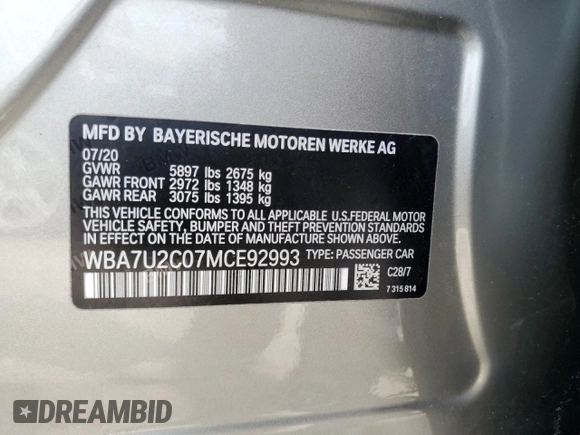 MFD BY BAYERISCHE MOTOREN WERKE AG
07/20
GVWR 5897 lbs 2675 kg
GAWR FRONT 2972 lbs 1348 kg
GAWR REAR 3075 lbs 1395 kg
THIS VEHICLE CONFORMS TO ALL APPLICABLE U.S.FEDERAL MOTOR
VEHICLE SAFETY, BUMPER, AND THEFT PREVENTION STANDARDS
IN EFFECT ON THE DATE OF MANUFACTURE SHOWN ABOVE.
WBA7U2C07MCE92993 TYPE: PASSENGER CAR
C28/7
7 315 814
DREAMBID